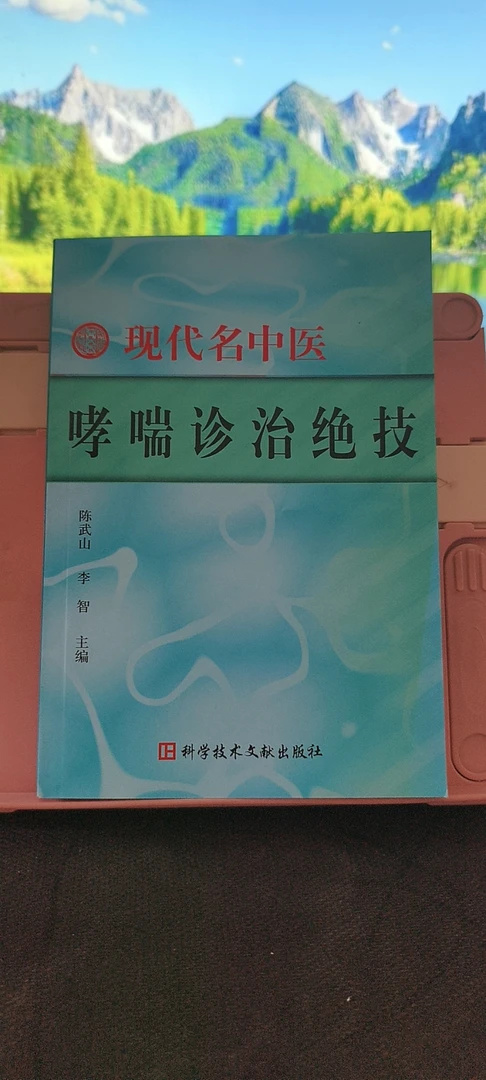 现代名中医
哮喘诊治绝技
陈武山 李智 主编
科学技术文献出版社